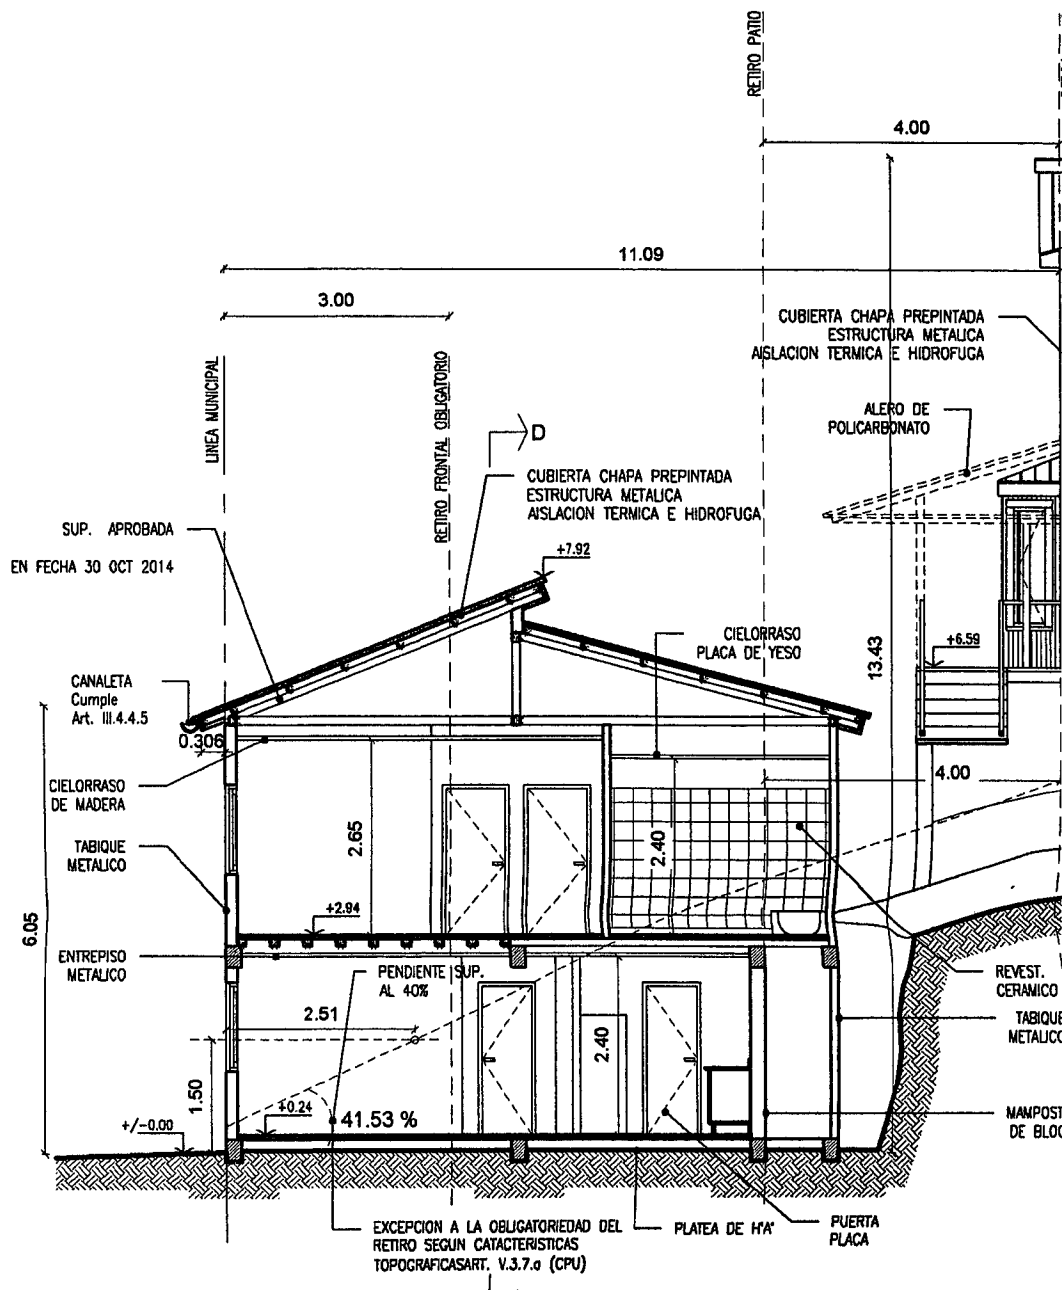 RETIRO PATIO
4.00
11.09
3.00
CUBIERTA CHAPA PREPINTADA
ESTRUCTURA METALICA
AISLACION TERMICA E HIDROFUGA
LINEA MUNICIPAL
RETIRO FRONTAL OBLIGATORIO
ALERO DE
POLICARBONATO
D
CUBIERTA CHAPA PREPINTADA
ESTRUCTURA METALICA
AISLACION TERMICA E HIDROFUGA
SUP. APROBADA
EN FECHA 30 OCT 2014
+7.92
CIELORRASO
PLACA DE YESO
13.43
+6.59
CANALETA
Cumple
Art. III.4.4.5
0.306
4.00
CIELORRASO
DE MADERA
2.65
2.40
TABIQUE
METALICO
6.05
+2.94
ENTREPISO
METALICO
PENDIENTE SUP.
AL 40%
REVEST.
CERAMICO
2.51
TABIQUE
METALICO
2.40
1.50
+0.24
41.53 %
+/-0.00
MAMPOST
DE BLOC
EXCEPCION A LA OBLIGATORIEDAD DEL
RETIRO SEGUN CATACTERISTICAS
TOPOGRAFICASART. V.3.7.a (CPU)
PLATEA DE H'A'
PUERTA
PLACA